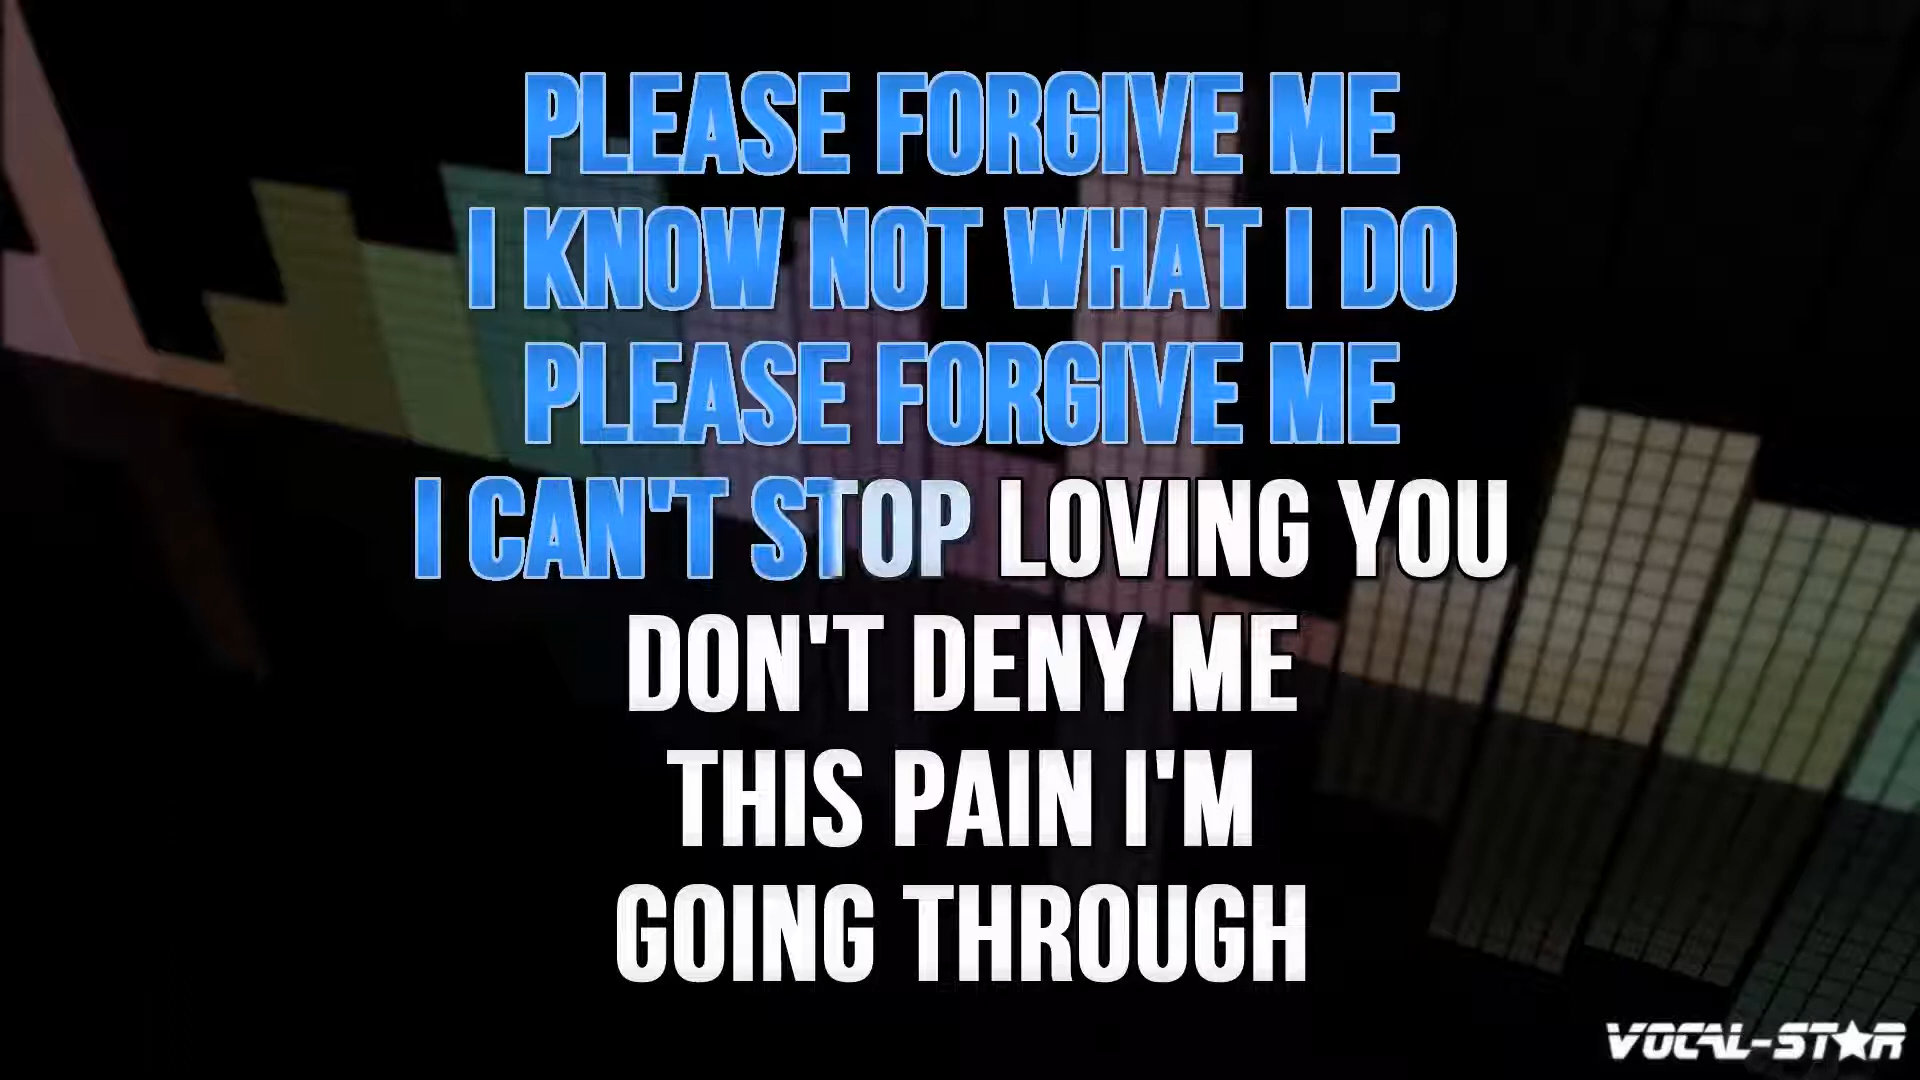 PLEASE FORGIVE ME
I KNOW NOT WHAT I DO
PLEASE FORGIVE ME
I CAN'T STOP LOVING YOU
DON'T DENY ME
THIS PAIN I'M
GOING THROUGH
VOCAL-STAR